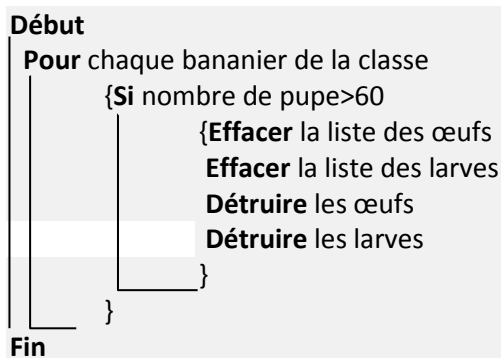 Début
Pour chaque bananier de la classe
{Si nombre de pupe>60
{Effacer la liste des œufs
Effacer la liste des larves
Détruire les œufs
Détruire les larves
}
}
Fin